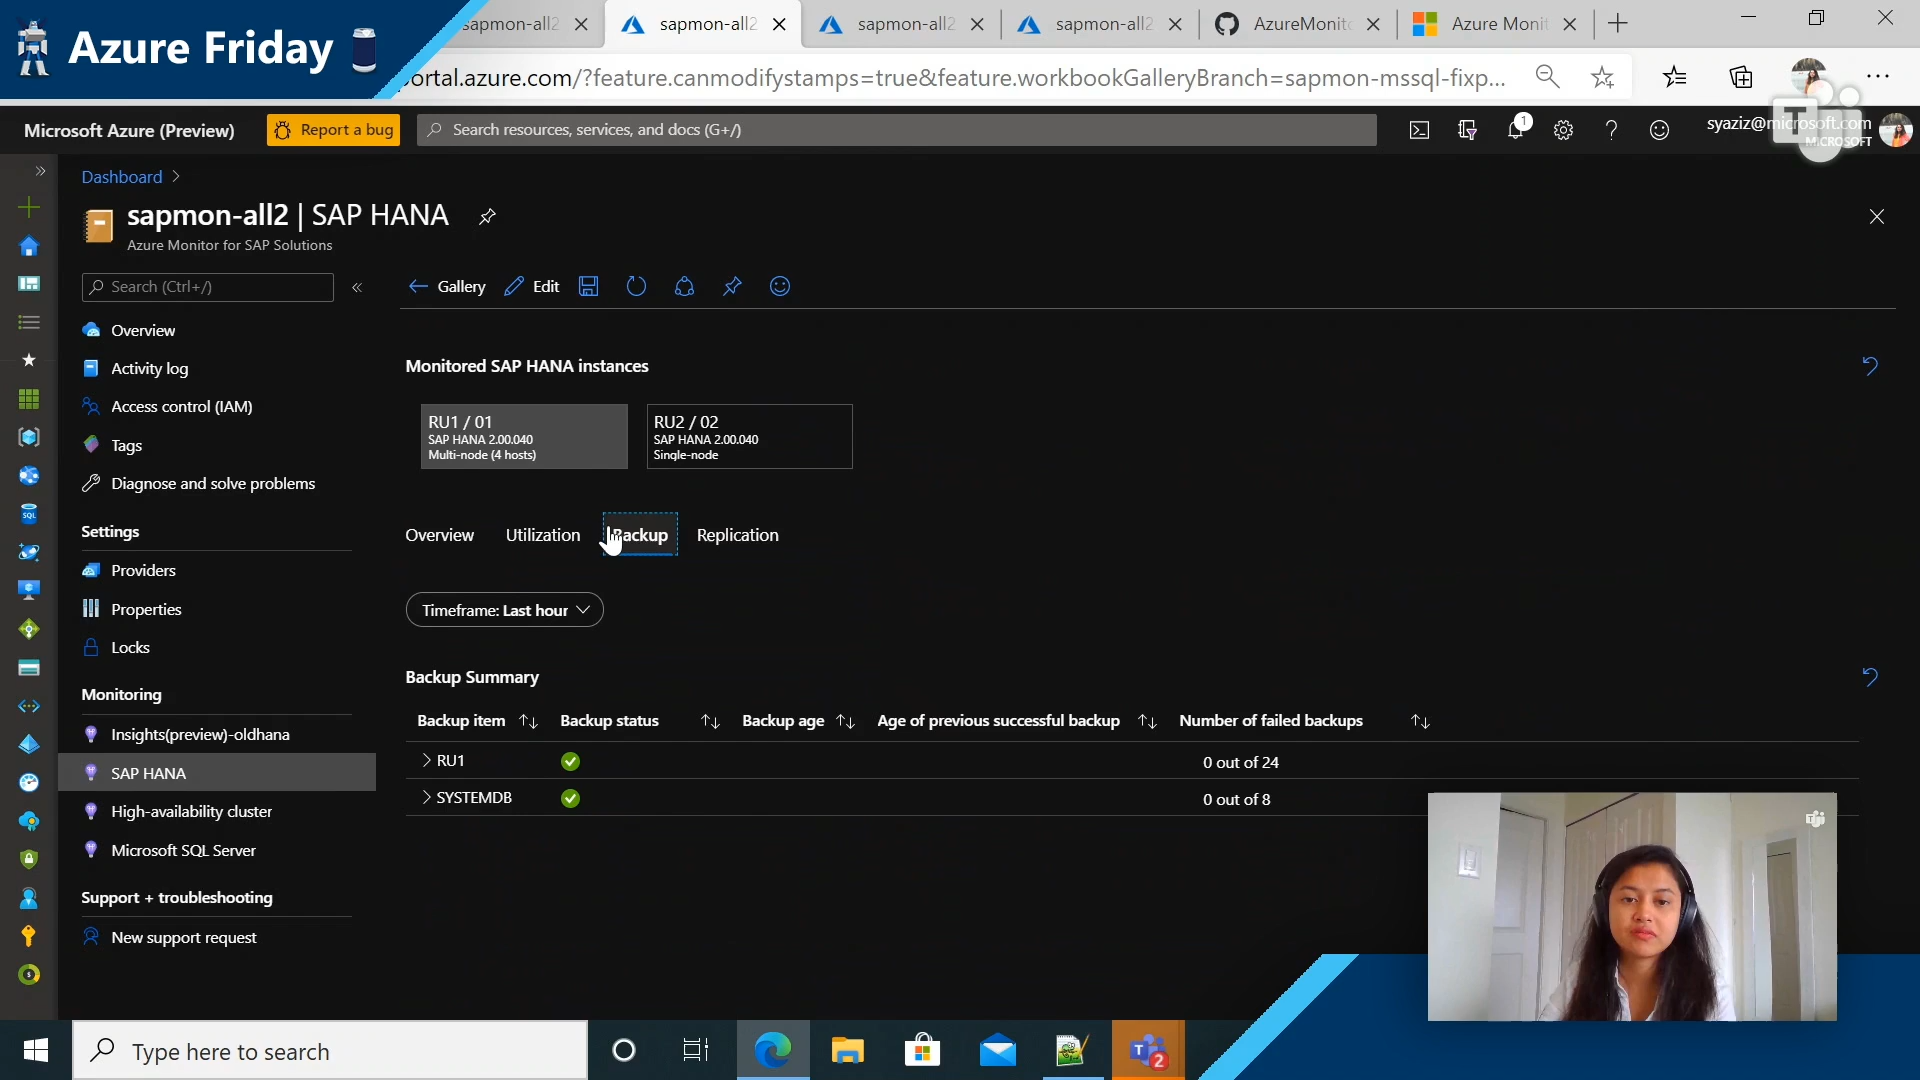 Azure Friday
sapmon-all2
sapmon-all2
sapmon-all2
sapmon-all2
AzureMonit
Azure Monit
portal.azure.com/?feature.canmodifystamps=true&feature.workbookGalleryBranch=sapmon-mssql-fixp...
Microsoft Azure (Preview)
Report a bug
Search resources, services, and docs (G+/)
1
syaziz@microsoft.com
MICROSOFT
Dashboard >
sapmon-all2 | SAP HANA
Azure Monitor for SAP Solutions
Search (Ctrl+/)
Gallery
Edit
Overview
Activity log
Access control (IAM)
Tags
Diagnose and solve problems
Settings
Providers
Properties
Locks
Monitoring
Insights(preview)-oldhana
SAP HANA
High-availability cluster
Microsoft SQL Server
Support + troubleshooting
New support request
Monitored SAP HANA instances
RU1 / 01
SAP HANA 2.00.040
Multi-node (4 hosts)
RU2 / 02
SAP HANA 2.00.040
Single-node
Overview
Utilization
Backup
Replication
Timeframe: Last hour
Backup Summary
Backup item
Backup status
Backup age
Age of previous successful backup
Number of failed backups
RU1
0 out of 24
SYSTEMDB
0 out of 8
Type here to search
2